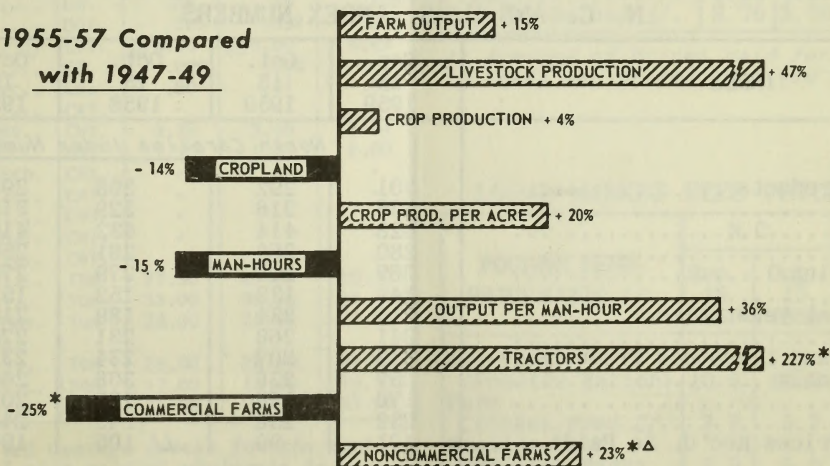 1955-57 Compared
with 1947-49
FARM OUTPUT + 15%
LIVESTOCK PRODUCTION + 47%
CROP PRODUCTION + 4%
- 14% CROPLAND
CROP PROD. PER ACRE + 20%
- 15% MAN-HOURS
OUTPUT PER MAN-HOUR + 36%
TRACTORS + 227% *
- 25% * COMMERCIAL FARMS
NONCOMMERCIAL FARMS + 23% * Δ